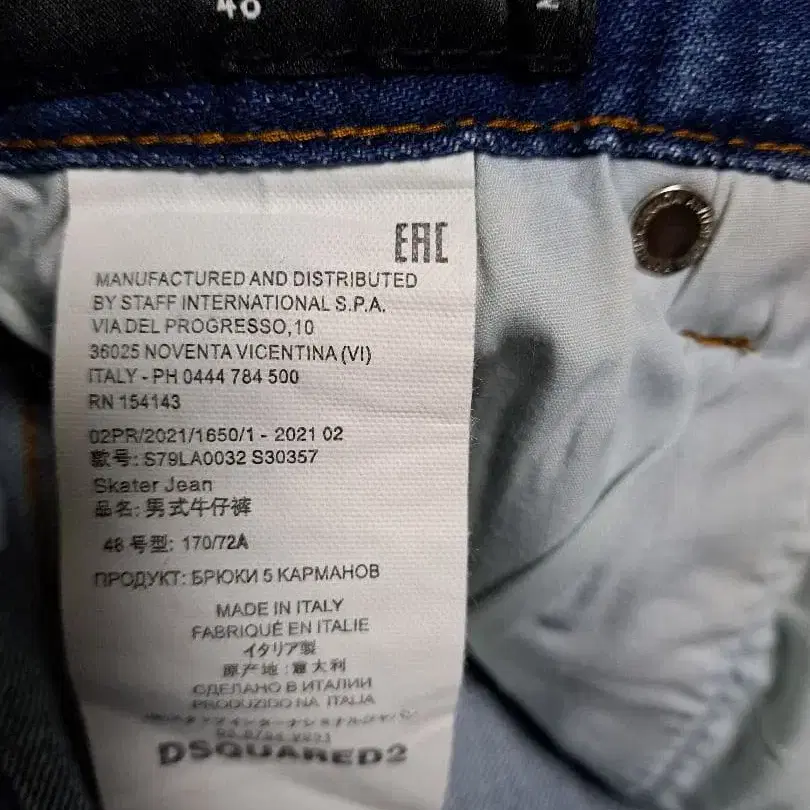 48
2
EAC
MANUFACTURED AND DISTRIBUTED
BY STAFF INTERNATIONAL S.P.A.
VIA DEL PROGRESSO,10
36025 NOVENTA VICENTINA (VI)
ITALY - PH 0444 784 500
RN 154143
02PR/2021/1650/1 - 2021 02
款号: S79LA0032 S30357
Skater Jean
品名: 男式牛仔裤
48 号型: 170/72A
ПРОДУКТ: БРЮКИ 5 КАРМАНОВ
MADE IN ITALY
FABRIQUÉ EN ITALIE
イタリア製
原产地:意大利
СДЕЛАНО В ИТАЛИИ
PRODUZIDO NA ITALIA
DSQUARED2